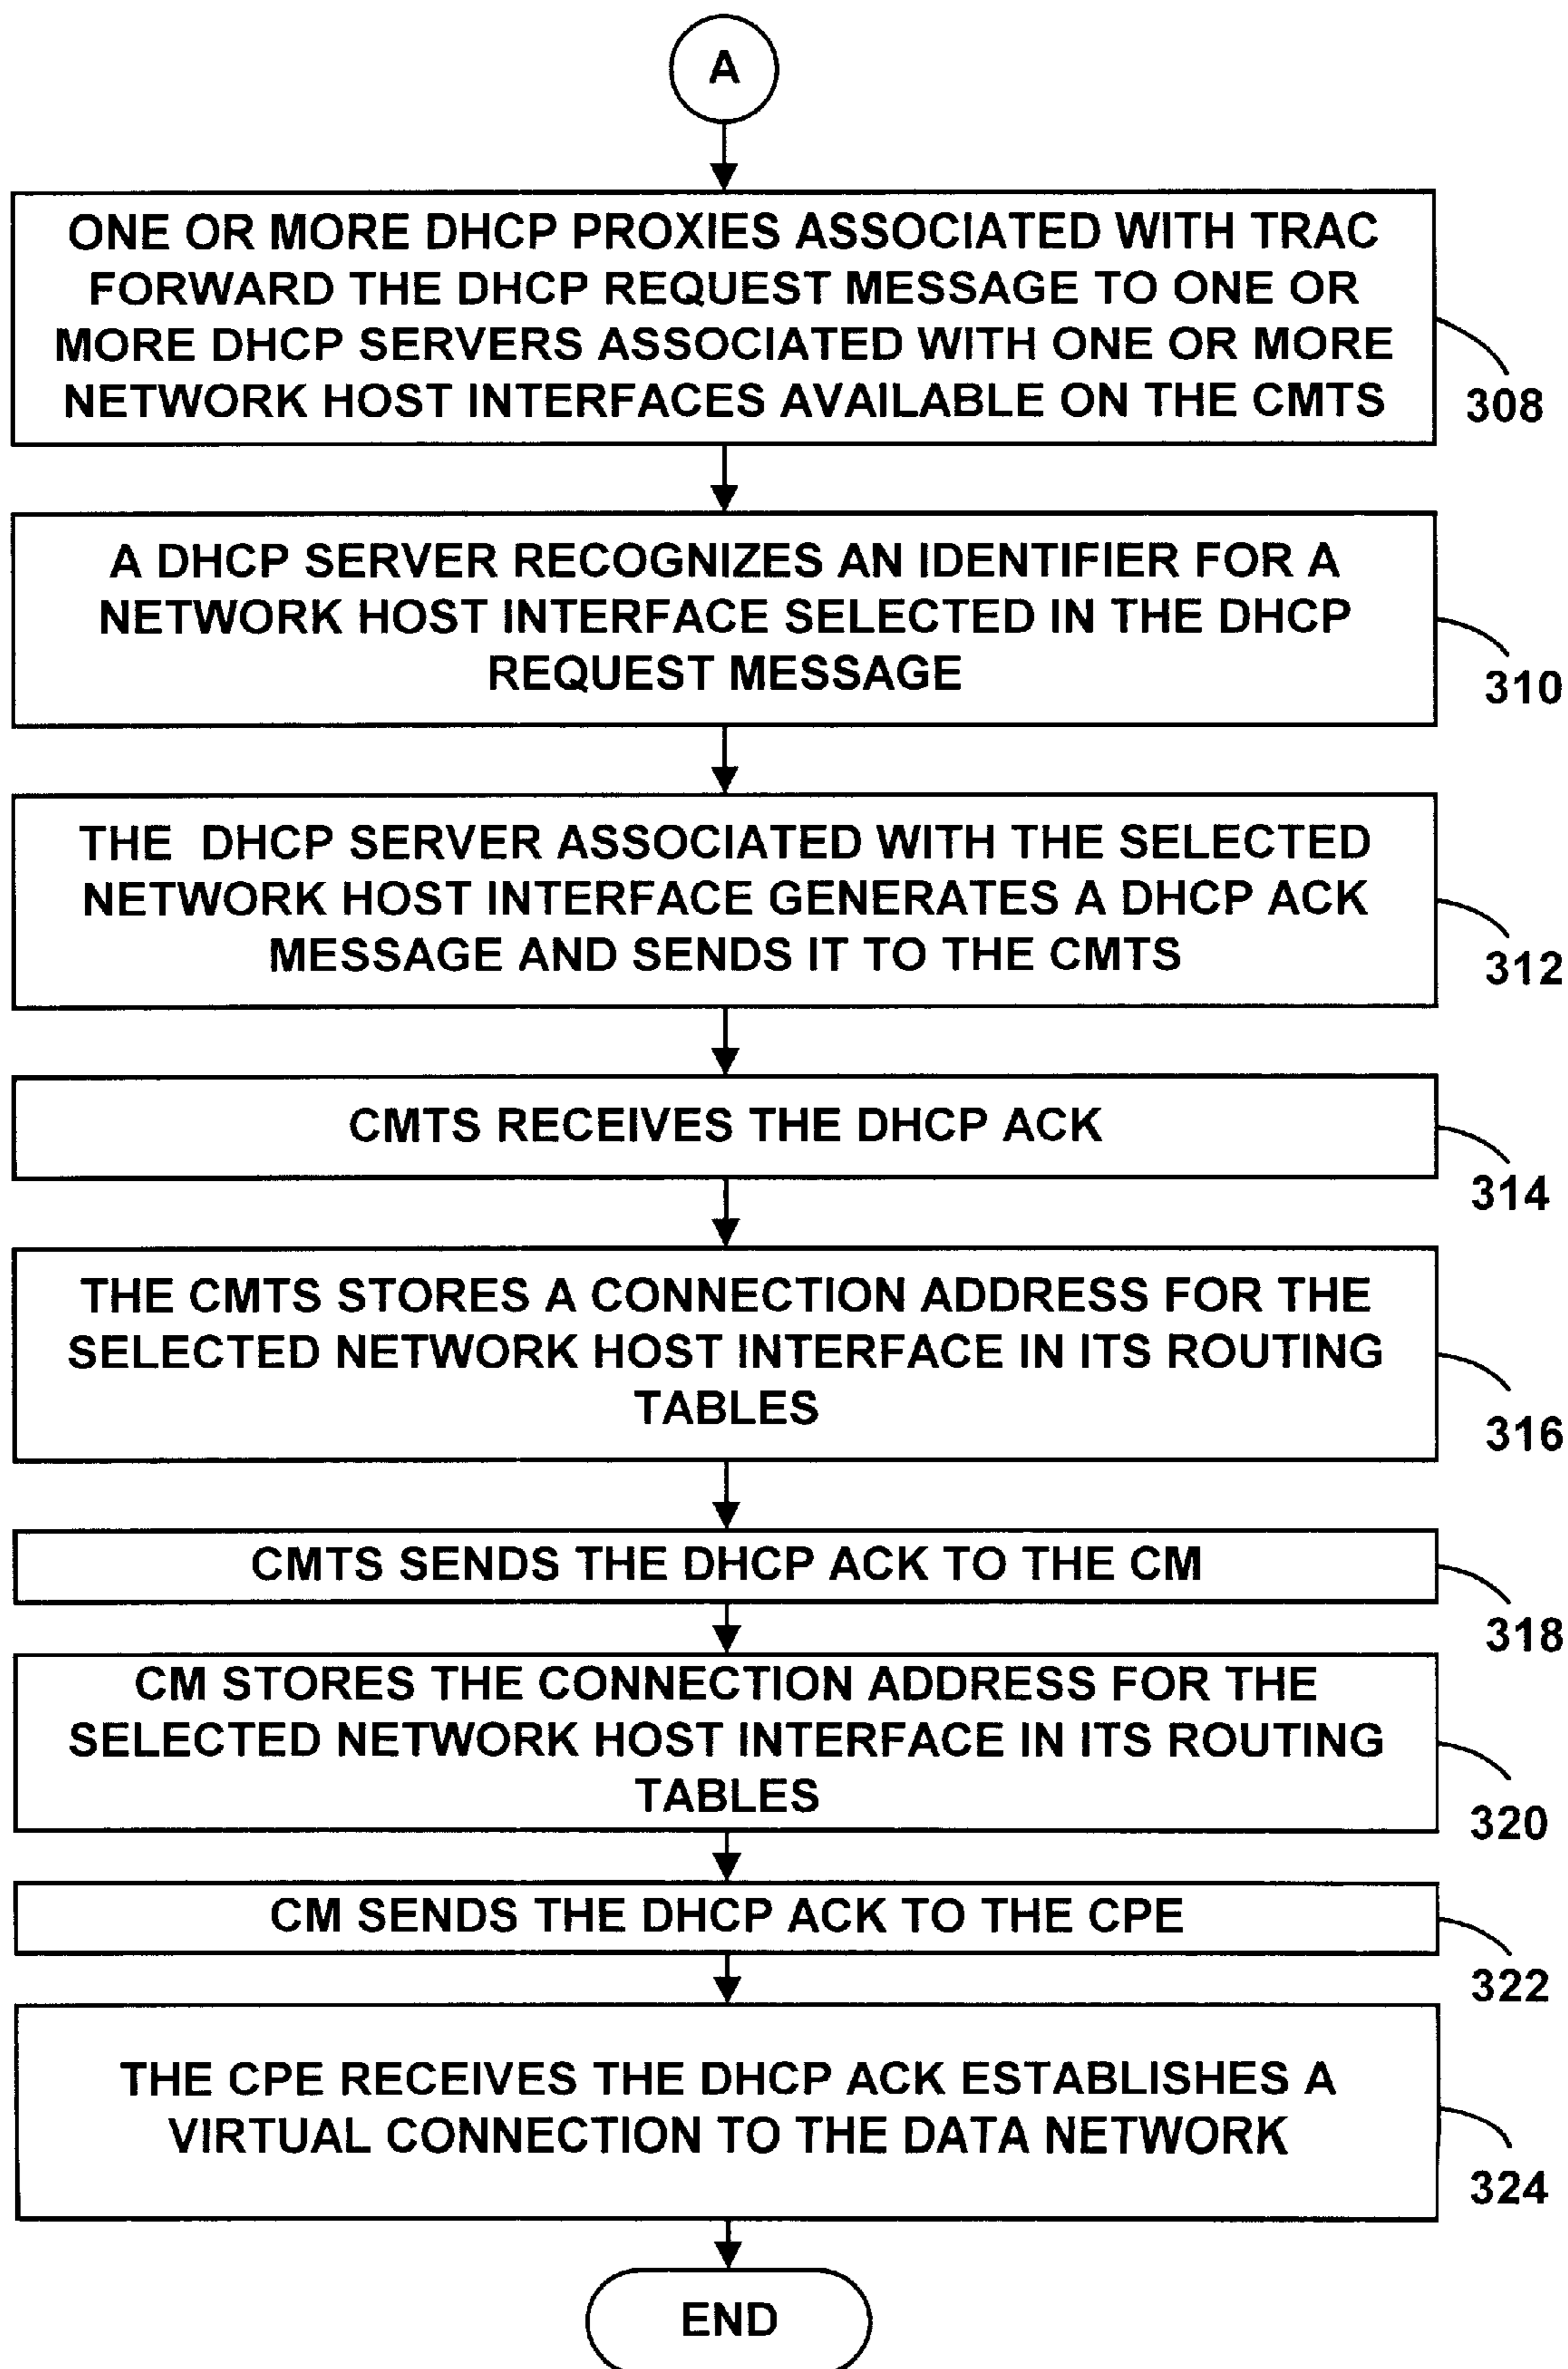 A
ONE OR MORE DHCP PROXIES ASSOCIATED WITH TRAC
FORWARD THE DHCP REQUEST MESSAGE TO ONE OR
MORE DHCP SERVERS ASSOCIATED WITH ONE OR MORE
NETWORK HOST INTERFACES AVAILABLE ON THE CMTS
308
A DHCP SERVER RECOGNIZES AN IDENTIFIER FOR A
NETWORK HOST INTERFACE SELECTED IN THE DHCP
REQUEST MESSAGE
310
THE DHCP SERVER ASSOCIATED WITH THE SELECTED
NETWORK HOST INTERFACE GENERATES A DHCP ACK
MESSAGE AND SENDS IT TO THE CMTS
312
CMTS RECEIVES THE DHCP ACK
314
THE CMTS STORES A CONNECTION ADDRESS FOR THE
SELECTED NETWORK HOST INTERFACE IN ITS ROUTING
TABLES
316
CMTS SENDS THE DHCP ACK TO THE CM
318
CM STORES THE CONNECTION ADDRESS FOR THE
SELECTED NETWORK HOST INTERFACE IN ITS ROUTING
TABLES
320
CM SENDS THE DHCP ACK TO THE CPE
322
THE CPE RECEIVES THE DHCP ACK ESTABLISHES A
VIRTUAL CONNECTION TO THE DATA NETWORK
324
END